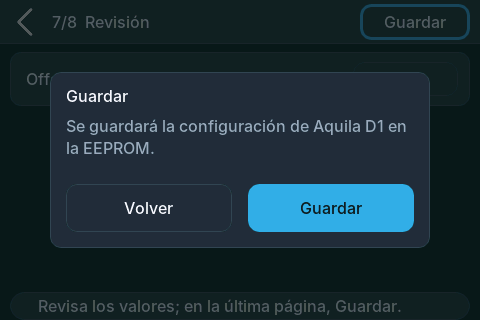 7/8 Revisión
Guardar
Off
Guardar
Se guardará la configuración de Aquila D1 en
la EEPROM.
Volver
Guardar
Revisa los valores; en la última página, Guardar.